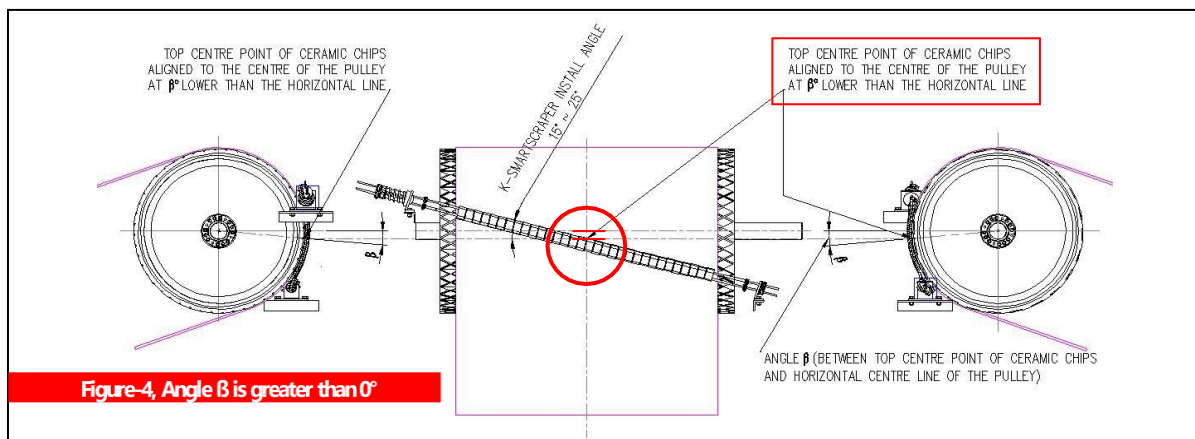 TOP CENTRE POINT OF CERAMIC CHIPS
ALIGNED TO THE CENTRE OF THE PULLEY
AT β° LOWER THAN THE HORIZONTAL LINE
K-SMARTSCRAPER INSTALL ANGLE
15° ~ 25°
TOP CENTRE POINT OF CERAMIC CHIPS
ALIGNED TO THE CENTRE OF THE PULLEY
AT β° LOWER THAN THE HORIZONTAL LINE
β
β
ANGLE β (BETWEEN TOP CENTRE POINT OF CERAMIC CHIPS
AND HORIZONTAL CENTRE LINE OF THE PULLEY)
Figure-4, Angle ß is greater than 0°